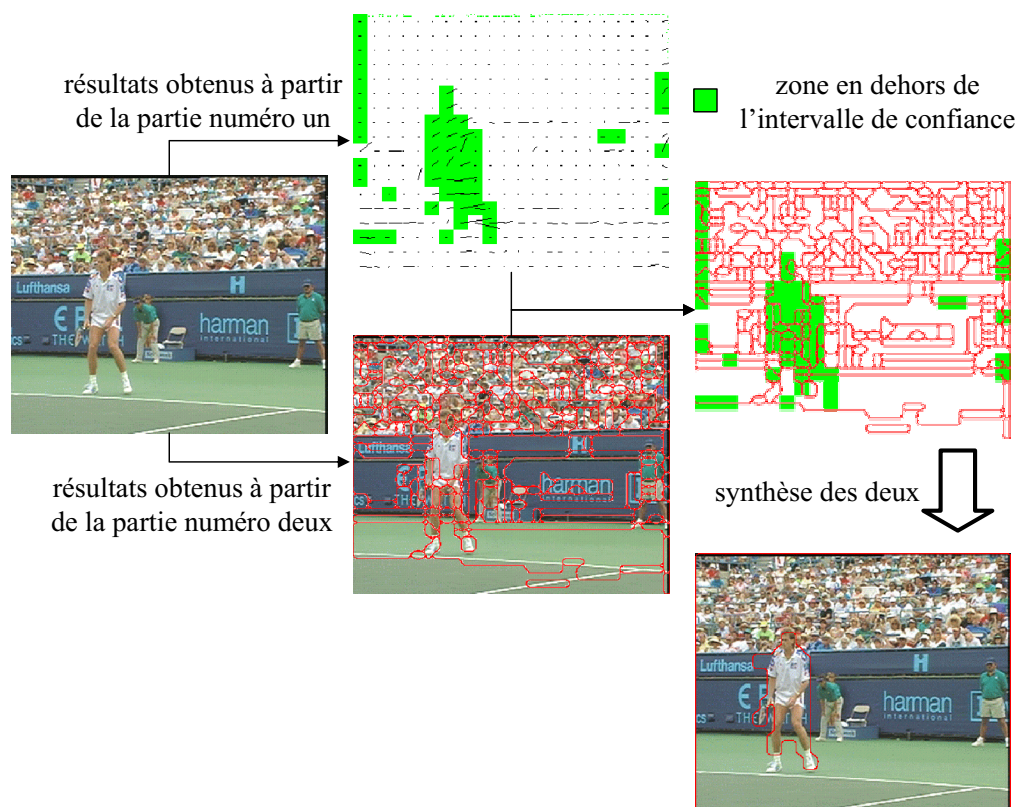 résultats obtenus à partir
de la partie numéro un
zone en dehors de
l'intervalle de confiance
Lufthansa
H
harman
international
résultats obtenus à partir
de la partie numéro deux
Lufthansa
H
harman
international
synthèse des deux
Lufthansa
H
harman
international